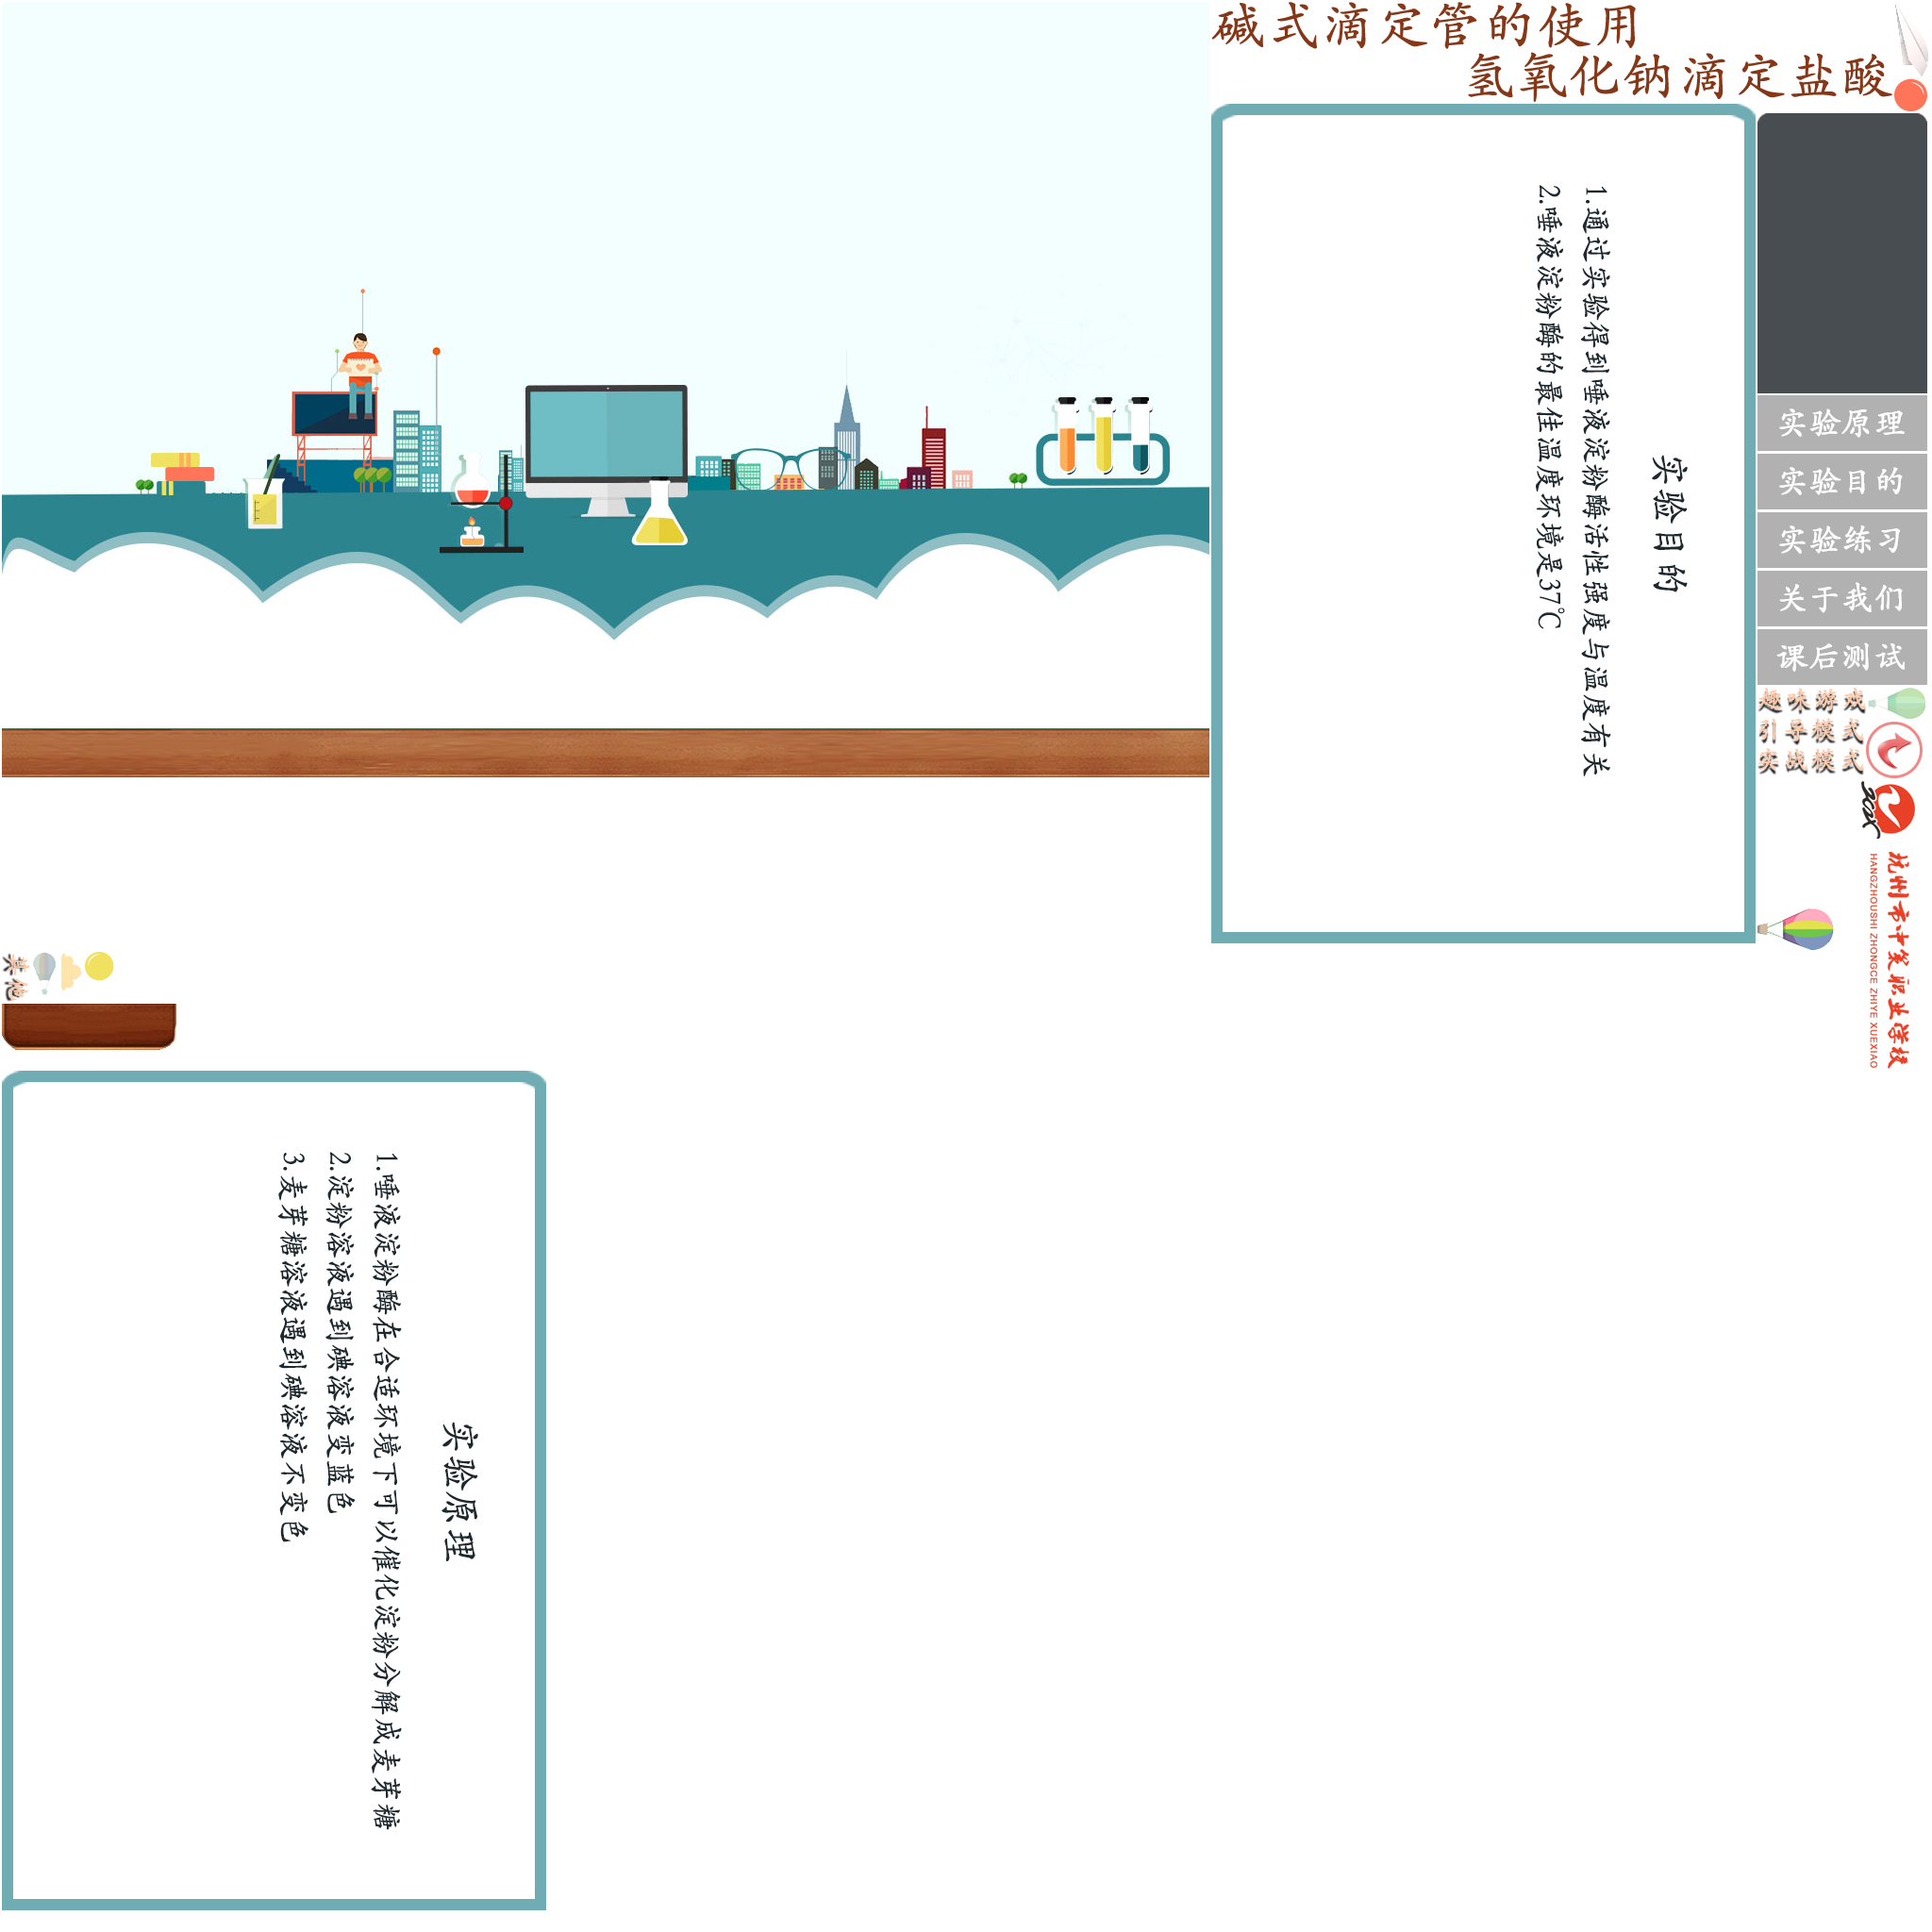 碱式滴定管的使用
氢氧化钠滴定盐酸
实验目的
1.通过实验得到唾液淀粉酶活性强度与温度有关
2.唾液淀粉酶的最佳温度环境是37℃
实验原理
实验目的
实验练习
关于我们
课后测试
趣味游戏
引导模式
实战模式
杭州市中策职业学校
HANGZHOUSHI ZHONGCE ZHIYE XUEXIAO
其他
实验原理
1.唾液淀粉酶在合适环境下可以催化淀粉分解成麦芽糖
2.淀粉溶液遇到碘溶液变蓝色
3.麦芽糖溶液遇到碘溶液不变色